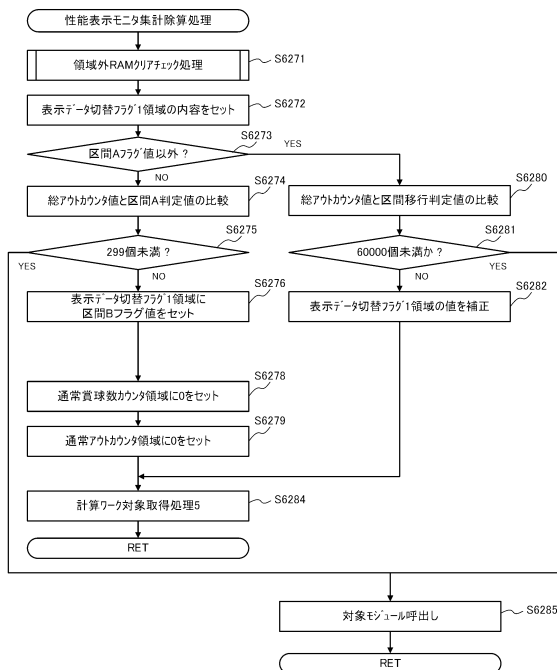 性能表示モニタ集計除算処理
領域外RAMクリアチェック処理
S6271
表示データ切替フラグ1領域の内容をセット
S6272
区間Aフラグ値以外？
S6273
YES
NO
総アウトカウンタ値と区間A判定値の比較
S6274
総アウトカウンタ値と区間移行判定値の比較
S6280
299個未満？
S6275
YES
NO
60000個未満か？
S6281
YES
NO
表示データ切替フラグ1領域に
区間Bフラグ値をセット
S6276
表示データ切替フラグ1領域の値を補正
S6282
通常賞球数カウンタ領域に0をセット
S6278
通常アウトカウンタ領域に0をセット
S6279
計算ワーク対象取得処理5
S6284
RET
対象モジュール呼出し
S6285
RET